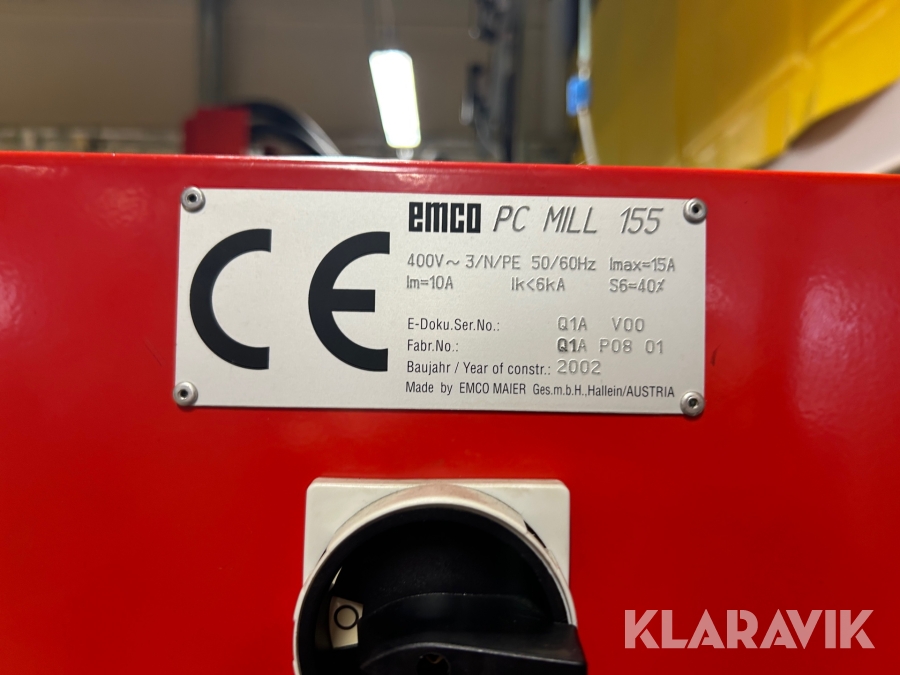 CE
emco PC MILL 155
400V~ 3/N/PE 50/60Hz Imax=15A
Im=10A Ik<6kA S6=40%
E-Doku.Ser.No.: Q1A V00
Fabr.No.: Q1A P08 01
Baujahr / Year of constr.: 2002
Made by EMCO MAIER Ges.m.b.H.,Hallein/AUSTRIA
O
KLARAVIK